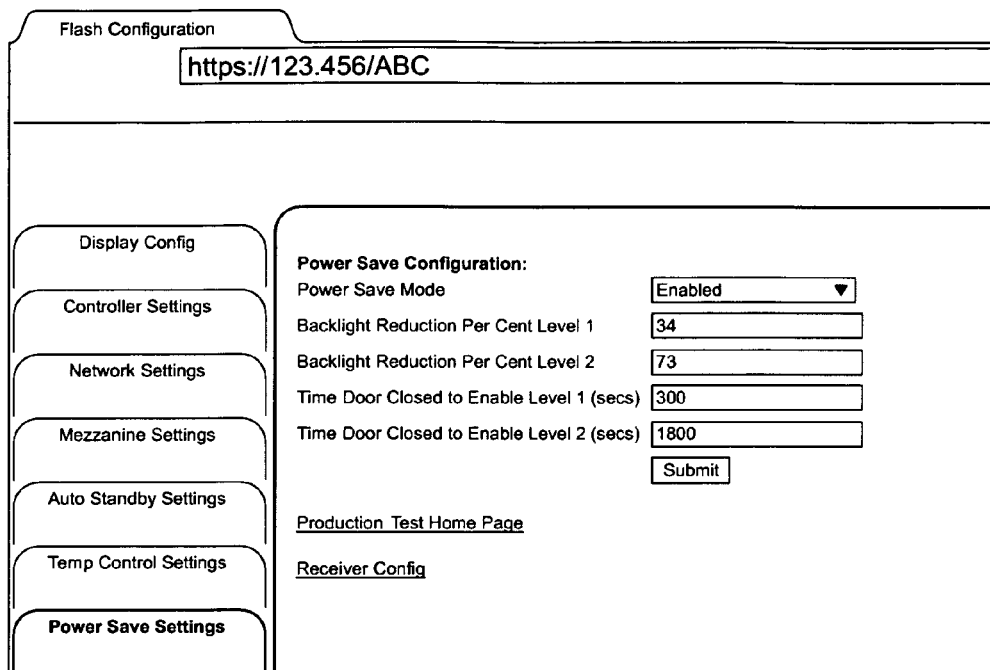 Flash Configuration
https://123.456/ABC
Display Config
Controller Settings
Network Settings
Mezzanine Settings
Auto Standby Settings
Temp Control Settings
Power Save Settings
Power Save Configuration:
Power Save Mode Enabled
Backlight Reduction Per Cent Level 1 34
Backlight Reduction Per Cent Level 2 73
Time Door Closed to Enable Level 1 (secs) 300
Time Door Closed to Enable Level 2 (secs) 1800
Submit
Production Test Home Page
Receiver Config